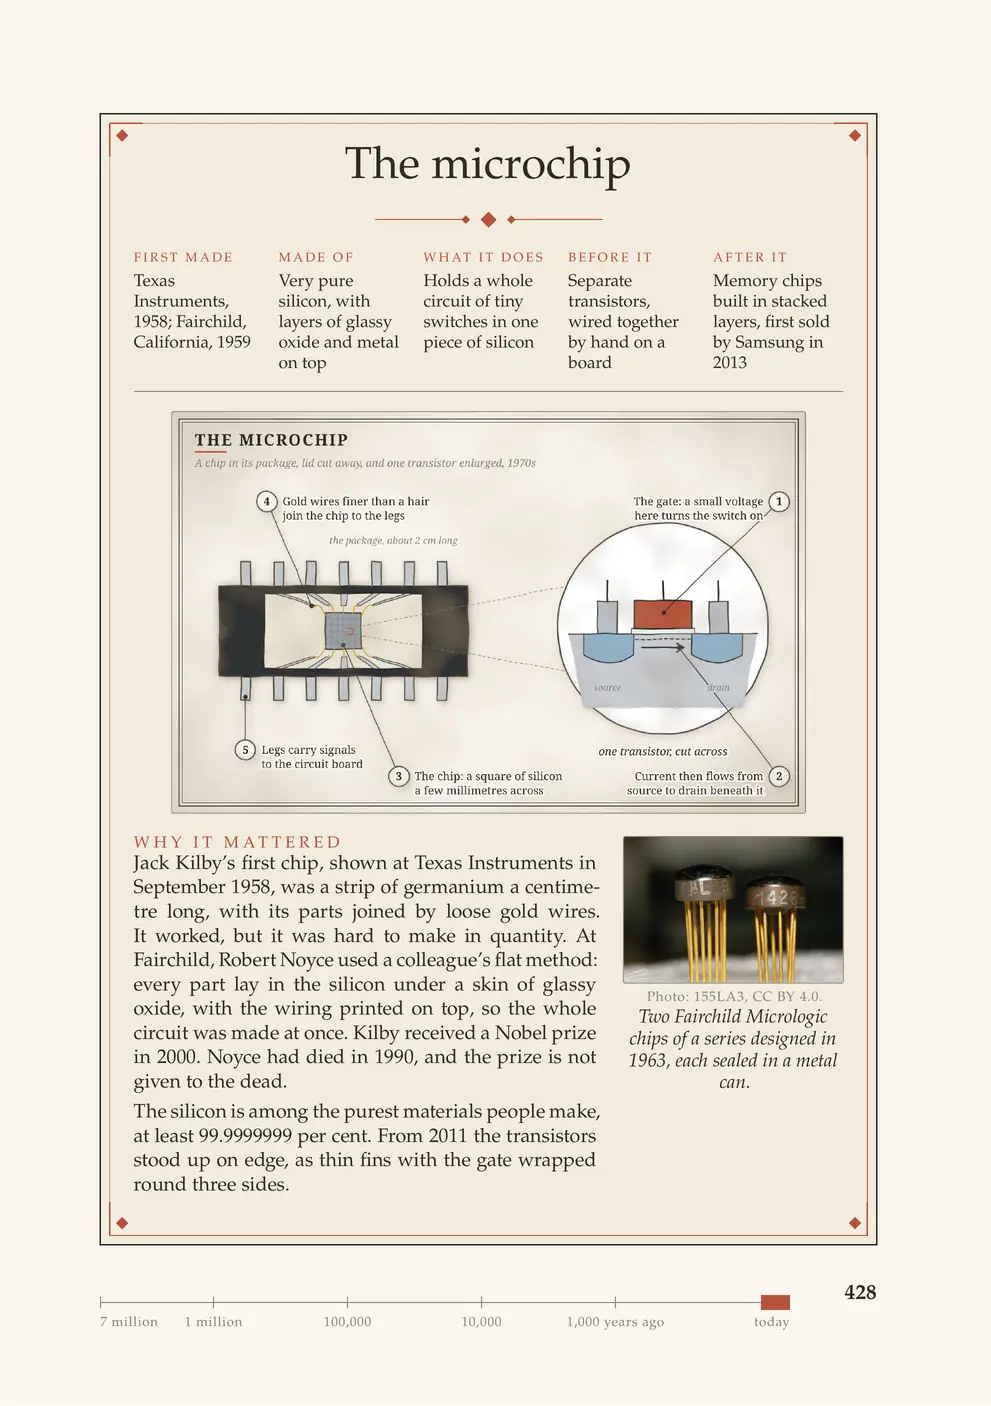 The microchip
FIRST MADE
Texas
Instruments,
1958; Fairchild,
California, 1959
MADE OF
Very pure
silicon, with
layers of glassy
oxide and metal
on top
WHAT IT DOES
Holds a whole
circuit of tiny
switches in one
piece of silicon
BEFORE IT
Separate
transistors,
wired together
by hand on a
board
AFTER IT
Memory chips
built in stacked
layers, first sold
by Samsung in
2013
THE MICROCHIP
A chip in its package, lid cut away, and one transistor enlarged, 1970s
4 Gold wires finer than a hair
join the chip to the legs
the package, about 2 cm long
The gate: a small voltage 1
here turns the switch on
source
drain
one transistor, cut across
5 Legs carry signals
to the circuit board
3 The chip: a square of silicon
a few millimetres across
Current then flows from 2
source to drain beneath it
WHY IT MATTERED
Jack Kilby's first chip, shown at Texas Instruments in
September 1958, was a strip of germanium a centime-
tre long, with its parts joined by loose gold wires.
It worked, but it was hard to make in quantity. At
Fairchild, Robert Noyce used a colleague's flat method:
every part lay in the silicon under a skin of glassy
oxide, with the wiring printed on top, so the whole
circuit was made at once. Kilby received a Nobel prize
in 2000. Noyce had died in 1990, and the prize is not
given to the dead.
The silicon is among the purest materials people make,
at least 99.9999999 per cent. From 2011 the transistors
stood up on edge, as thin fins with the gate wrapped
round three sides.
Photo: 155LA3, CC BY 4.0.
Two Fairchild Micrologic
chips of a series designed in
1963, each sealed in a metal
can.
428
7 million
1 million
100,000
10,000
1,000 years ago
today